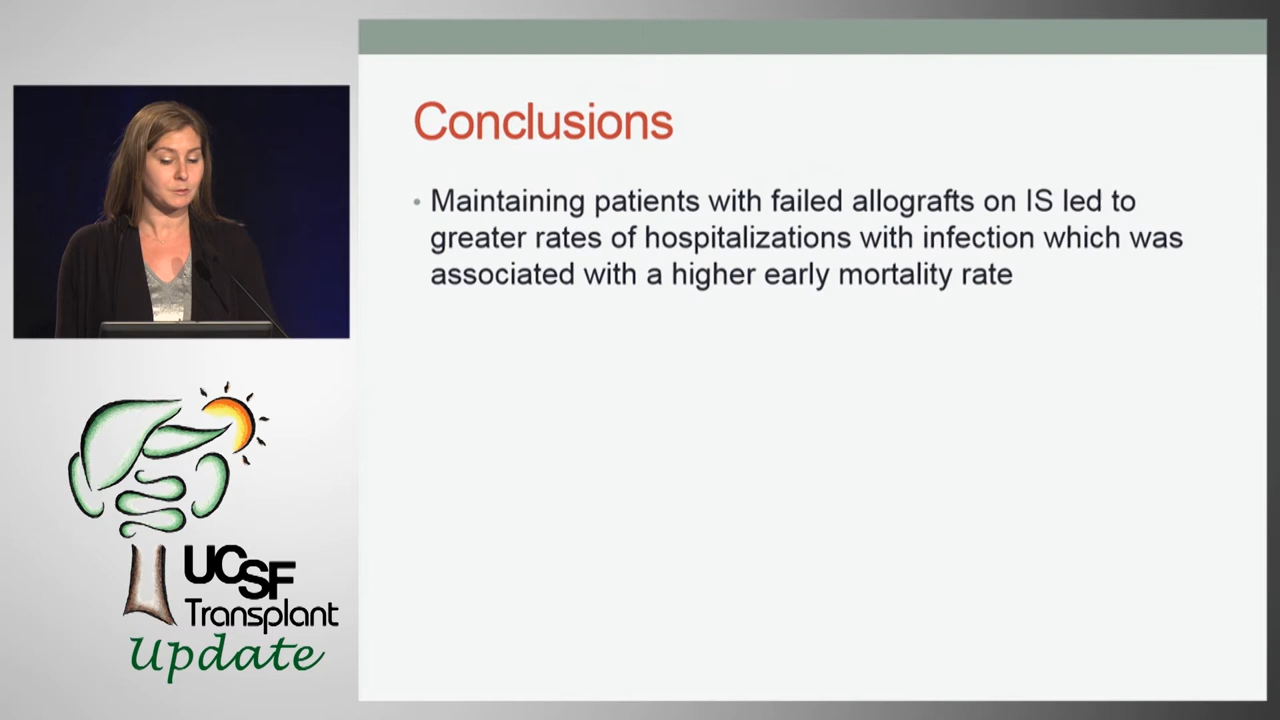 Conclusions
• Maintaining patients with failed allografts on IS led to
greater rates of hospitalizations with infection which was
associated with a higher early mortality rate
UCSF
Transplant
Update